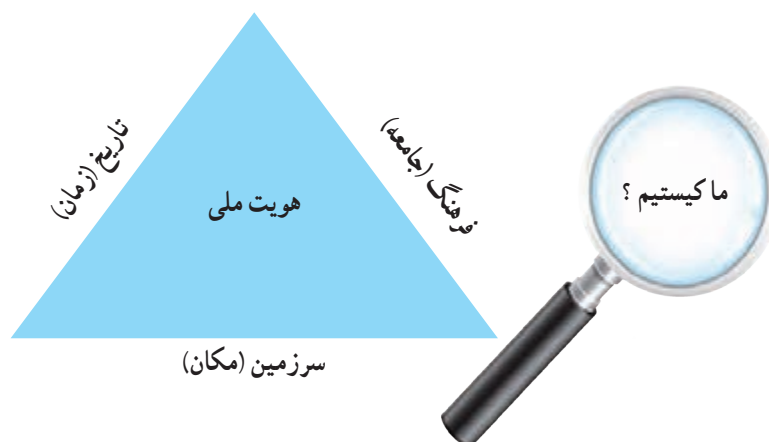 ما کیستیم ؟
فرهنگ (جامعه)
هویت ملی
تاریخ (زمان)
سرزمین (مکان)